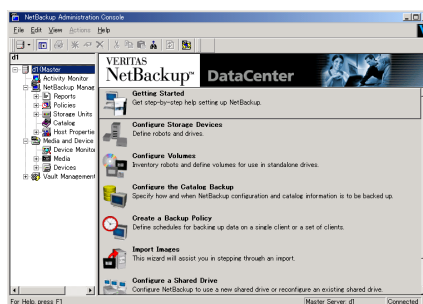 NetBackup Administration Console
File Edit View Actions Help
d1
d1(Master
Activity Monitor
NetBackup Manag
Reports
Policies
Storage Units
Catalog
Host Propertie
Media and Device
Device Monito
Media
Devices
Vault Management
VERITAS
NetBackup™ DataCenter
Getting Started
Get step-by-step help setting up NetBackup.
Configure Storage Devices
Define robots and drives.
Configure Volumes
Inventory robots and define volumes for use in standalone drives.
Configure the Catalog Backup
Specify how and when NetBackup configuration and catalog information is to be backed up.
Create a Backup Policy
Define schedules for backing up data on a single client or a set of clients.
Import Images
This wizard will assist you in stepping through an import.
Configure a Shared Drive
Configure NetBackup to use a new shared drive or reconfigure an existing shared drive.
For Help, press F1
Master Server: d1
Connected